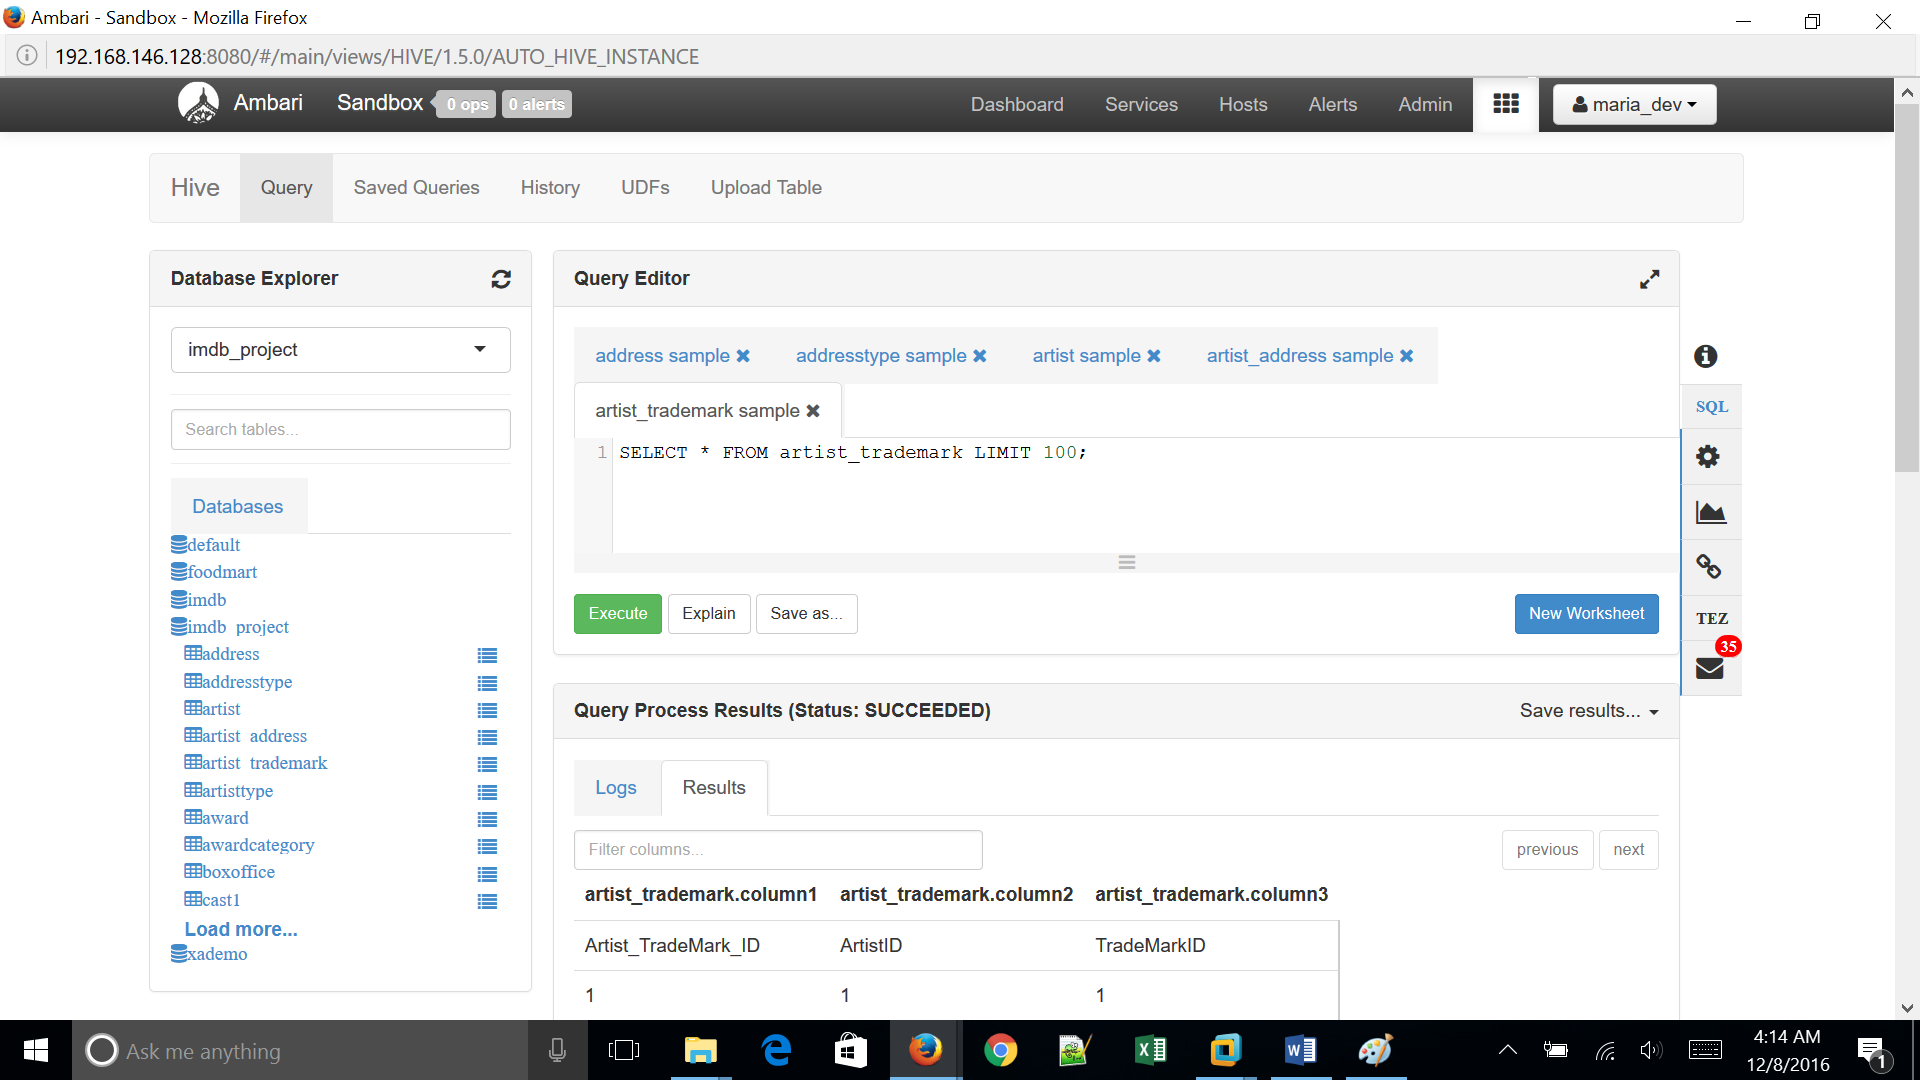 Ambari - Sandbox - Mozilla Firefox
192.168.146.128:8080/#/main/views/HIVE/1.5.0/AUTO_HIVE_INSTANCE
Ambari Sandbox 0 ops 0 alerts Dashboard Services Hosts Alerts Admin maria_dev
Hive Query Saved Queries History UDFs Upload Table
Database Explorer
imdb_project
Search tables...
Databases
default
foodmart
imdb
imdb_project
address
addresstype
artist
artist_address
artist_trademark
artisttype
award
awardcategory
boxoffice
cast1
Load more...
xademo
Query Editor
address sample addresstype sample artist sample artist_address sample
artist_trademark sample
1 SELECT * FROM artist_trademark LIMIT 100;
Execute Explain Save as... New Worksheet
SQL
TEZ
35
Query Process Results (Status: SUCCEEDED) Save results...
Logs Results
Filter columns... previous next
artist_trademark.column1 artist_trademark.column2 artist_trademark.column3
Artist_TradeMark_ID ArtistID TradeMarkID
1 1 1
Ask me anything
4:14 AM
12/8/2016
1